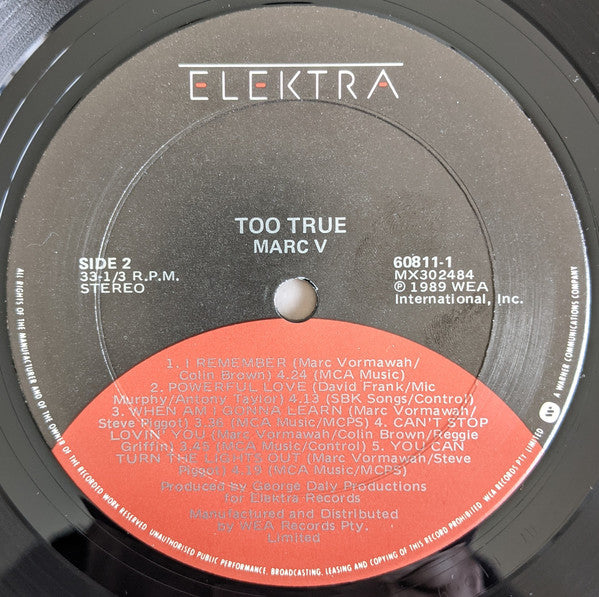 ELEKTRA
TOO TRUE
MARC V
SIDE 2
33-1/3 R.P.M.
STEREO
60811-1
MX302484
℗ 1989 WEA
International, Inc.
1. I REMEMBER (Marc Vormawah/
Colin Brown) 4.24 (MCA Music)
2. POWERFUL LOVE (David Frank/Mic
Murphy/Antony Taylor) 4.13 (SBK Songs/Control)
3. WHEN AM I GONNA LEARN (Marc Vormawah/
Steve Piggot) 3.86 (MCA Music/MCPS) 4. CAN'T STOP
LOVIN' YOU (Marc Vormawah/Colin Brown/Reggie
Griffin) 3.45 (MCA Music/Control) 5. YOU CAN
TURN THE LIGHTS OUT (Marc Vormawah/Steve
Piggot) 4.15 (MCA Music/MCPS)
Produced by George Daly Productions
for Elektra Records
Manufactured and Distributed
by WEA Records Pty.
Limited
ALL RIGHTS OF THE MANUFACTURER AND OF THE OWNER OF THE RECORDED WORK RESERVED. UNAUTHORISED PUBLIC PERFORMANCE, BROADCASTING, LEASING AND COPYING OF THIS RECORD PROHIBITED. WEA RECORDS PTY. LIMITED
A WARNER COMMUNICATIONS COMPANY